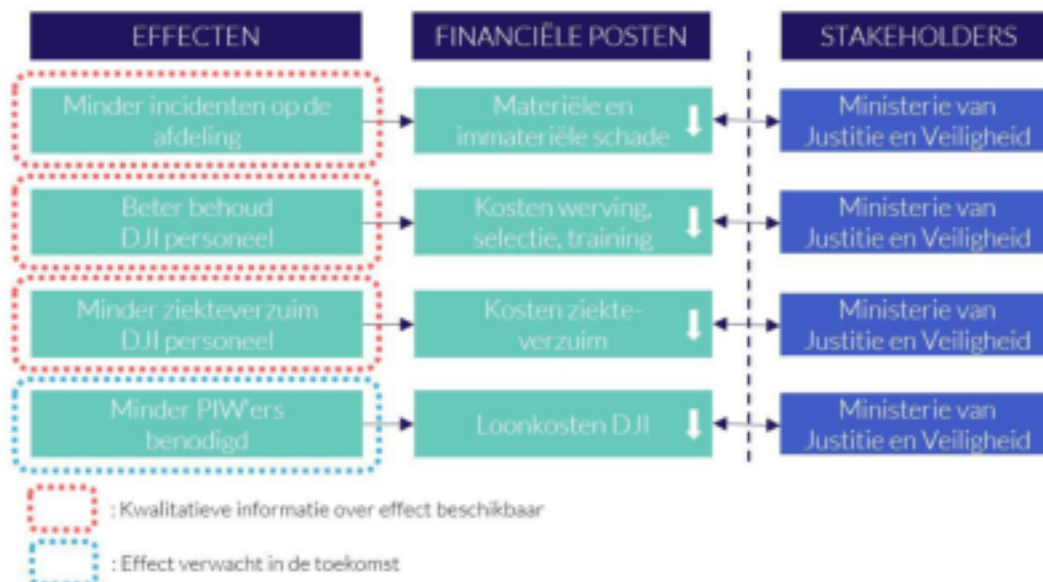 EFFECTEN
FINANCIËLE POSTEN
STAKEHOLDERS
Minder incidenten op de
afdeling
Materiële en
immateriële schade
Ministerie van
Justitie en Veiligheid
Beter behoud
DJI personeel
Kosten werving,
selectie, training
Ministerie van
Justitie en Veiligheid
Minder ziekteverzuim
DJI personeel
Kosten ziekte-
verzuim
Ministerie van
Justitie en Veiligheid
Minder PIW'ers
benodigd
Loonkosten DJI
Ministerie van
Justitie en Veiligheid
: Kwalitatieve informatie over effect beschikbaar
: Effect verwacht in de toekomst